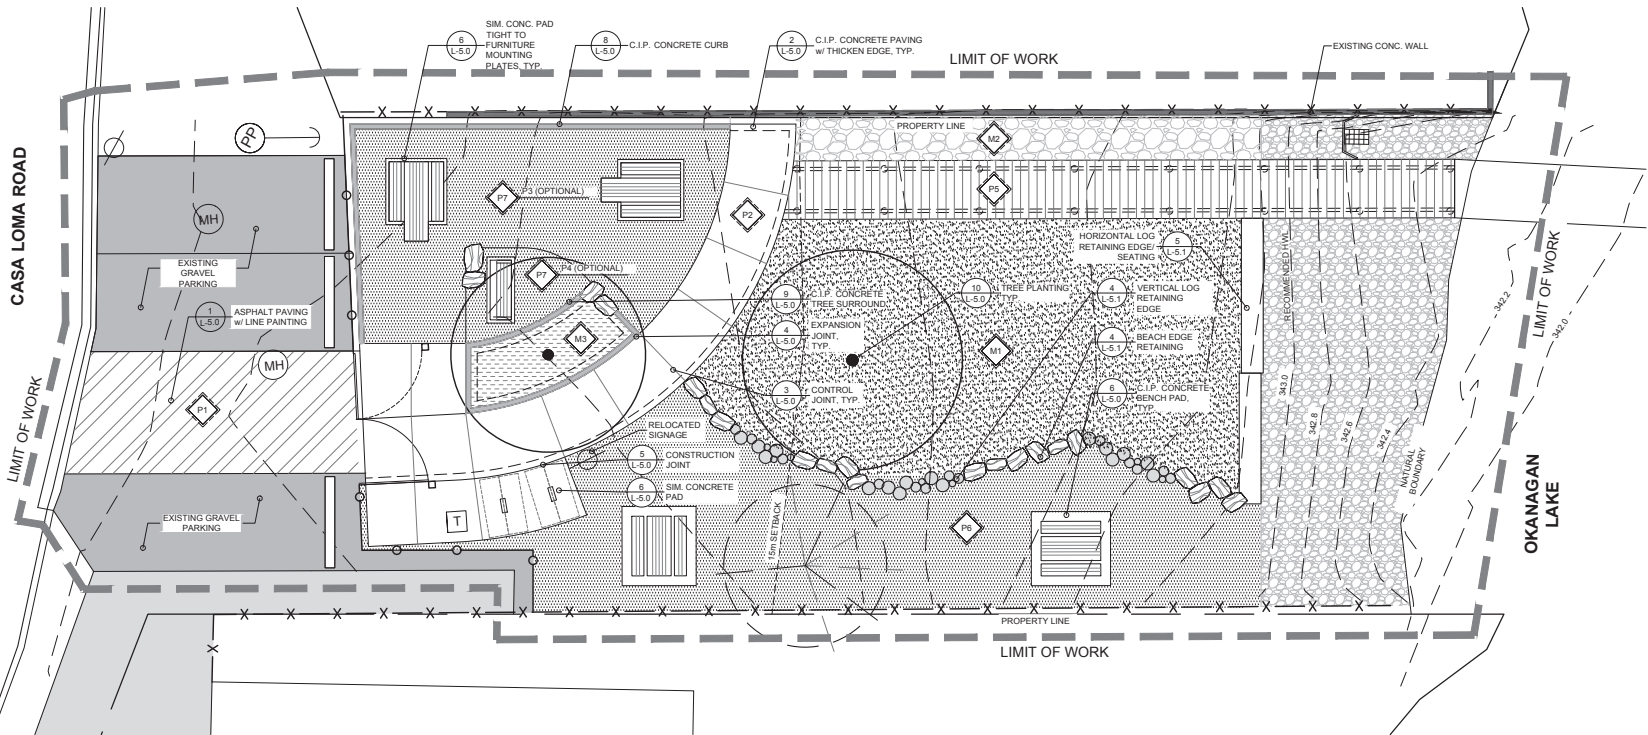 6
L-5.0
SIM. CONC. PAD
TIGHT TO
FURNITURE
MOUNTING
PLATES, TYP.
8
L-5.0
C.I.P. CONCRETE CURB
2
L-5.0
C.I.P. CONCRETE PAVING
w/ THICKEN EDGE, TYP.
LIMIT OF WORK
EXISTING CONC. WALL
PROPERTY LINE
M2
PP
P7
P3 (OPTIONAL)
P2
P5
CASA LOMA ROAD
MH
EXISTING
GRAVEL
PARKING
P7
P4 (OPTIONAL)
HORIZONTAL LOG
RETAINING EDGE/
SEATING
5
L-5.1
RECOMMENDED HWL
LIMIT OF WORK
342.2
342.0
1
L-5.0
ASPHALT PAVING
w/ LINE PAINTING
9
L-5.0
C.I.P. CONCRETE
TREE SURROUND
10
L-5.0
TREE PLANTING
TYP.
4
L-5.1
VERTICAL LOG
RETAINING
EDGE
M3
4
L-5.0
EXPANSION
JOINT,
TYP.
M1
4
L-5.1
BEACH EDGE
RETAINING
MH
3
L-5.0
CONTROL
JOINT, TYP.
6
L-5.0
C.I.P. CONCRETE
BENCH PAD,
TYP.
343.0
342.8
342.6
342.4
P1
LIMIT OF WORK
RELOCATED
SIGNAGE
5
L-5.0
CONSTRUCTION
JOINT
6
L-5.0
SIM. CONCRETE
PAD
NATURAL
BOUNDARY
OKANAGAN
LAKE
EXISTING GRAVEL
PARKING
T
15m SETBACK
P6
PROPERTY LINE
LIMIT OF WORK